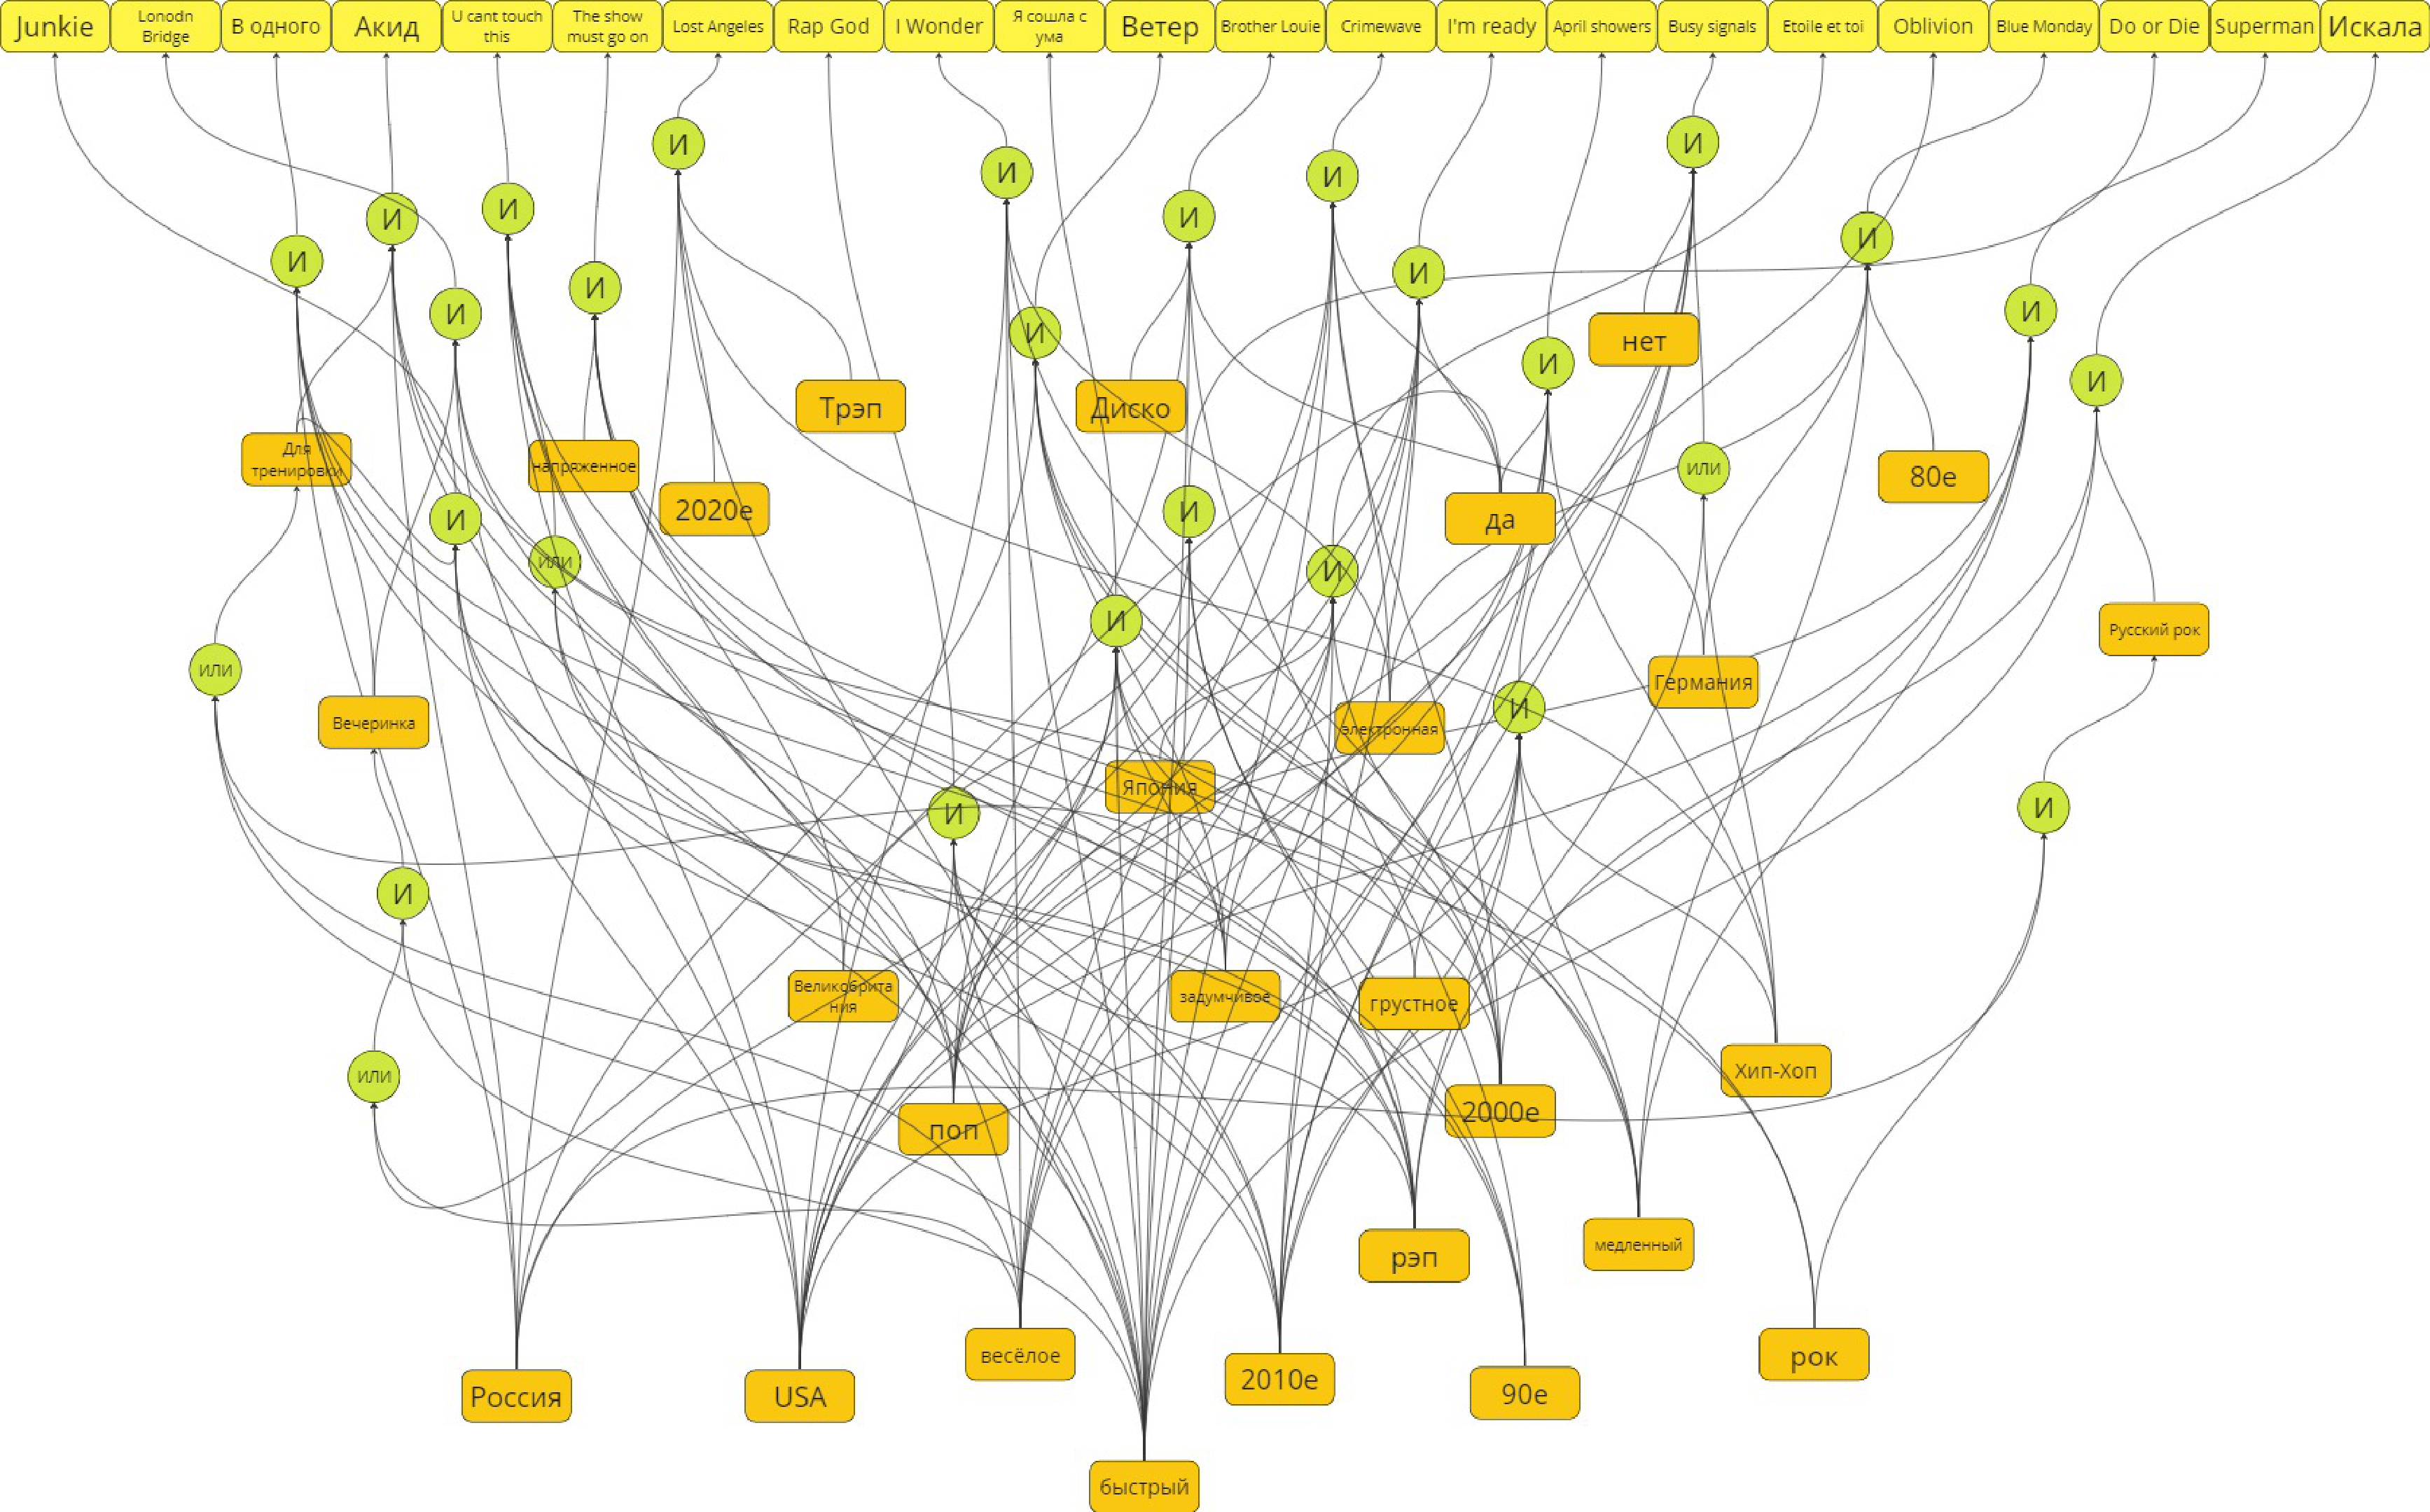 Junkie
Lonodn
Bridge
В одного
Акид
U cant touch
this
The show
must go on
Lost Angeles
Rap God
I Wonder
Я сошла с
ума
Ветер
Brother Louie
Crimewave
I'm ready
April showers
Busy signals
Etoile et toi
Oblivion
Blue Monday
Do or Die
Superman
Искала
И
И
И
И
И
И
И
И
И
И
И
И
И
И
нет
И
И
Трэп
Диско
Для
тренировки
напряженное
2020е
или
80е
И
или
И
да
И
И
Русский рок
или
Вечеринка
Германия
И
электронная
Япония
И
И
И
Великобрита
ния
задумчивое
грустное
или
Хип-Хоп
поп
2000е
рэп
медленный
весёлое
2010е
рок
Россия
USA
90е
быстрый